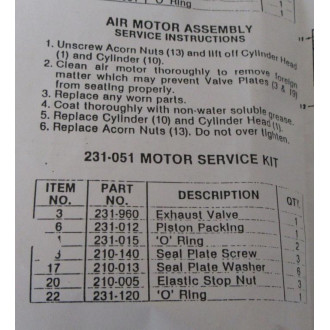 AIR MOTOR ASSEMBLY
SERVICE INSTRUCTIONS
1. Unscrew Acorn Nuts (13) and lift off Cylinder Head
(1) and Cylinder (10).
2. Clean air motor thoroughly to remove foreign
matter which may prevent Valve Plates (3 & 19)
from seating properly.
3. Replace any worn parts.
4. Coat thoroughly with non-water soluble grease.
5. Replace Cylinder (10) and Cylinder Head (1).
6. Replace Acorn Nuts (13). Do not over tighten.
231-051 MOTOR SERVICE KIT
ITEM NO. PART NO. DESCRIPTION QTY
3 231-960 Exhaust Valve 1
6 231-012 Piston Packing 1
231-015 'O' Ring
210-140 Seal Plate Screw 3
17 210-013 Seal Plate Washer 6
20 210-005 Elastic Stop Nut 3
22 231-120 'O' Ring 1